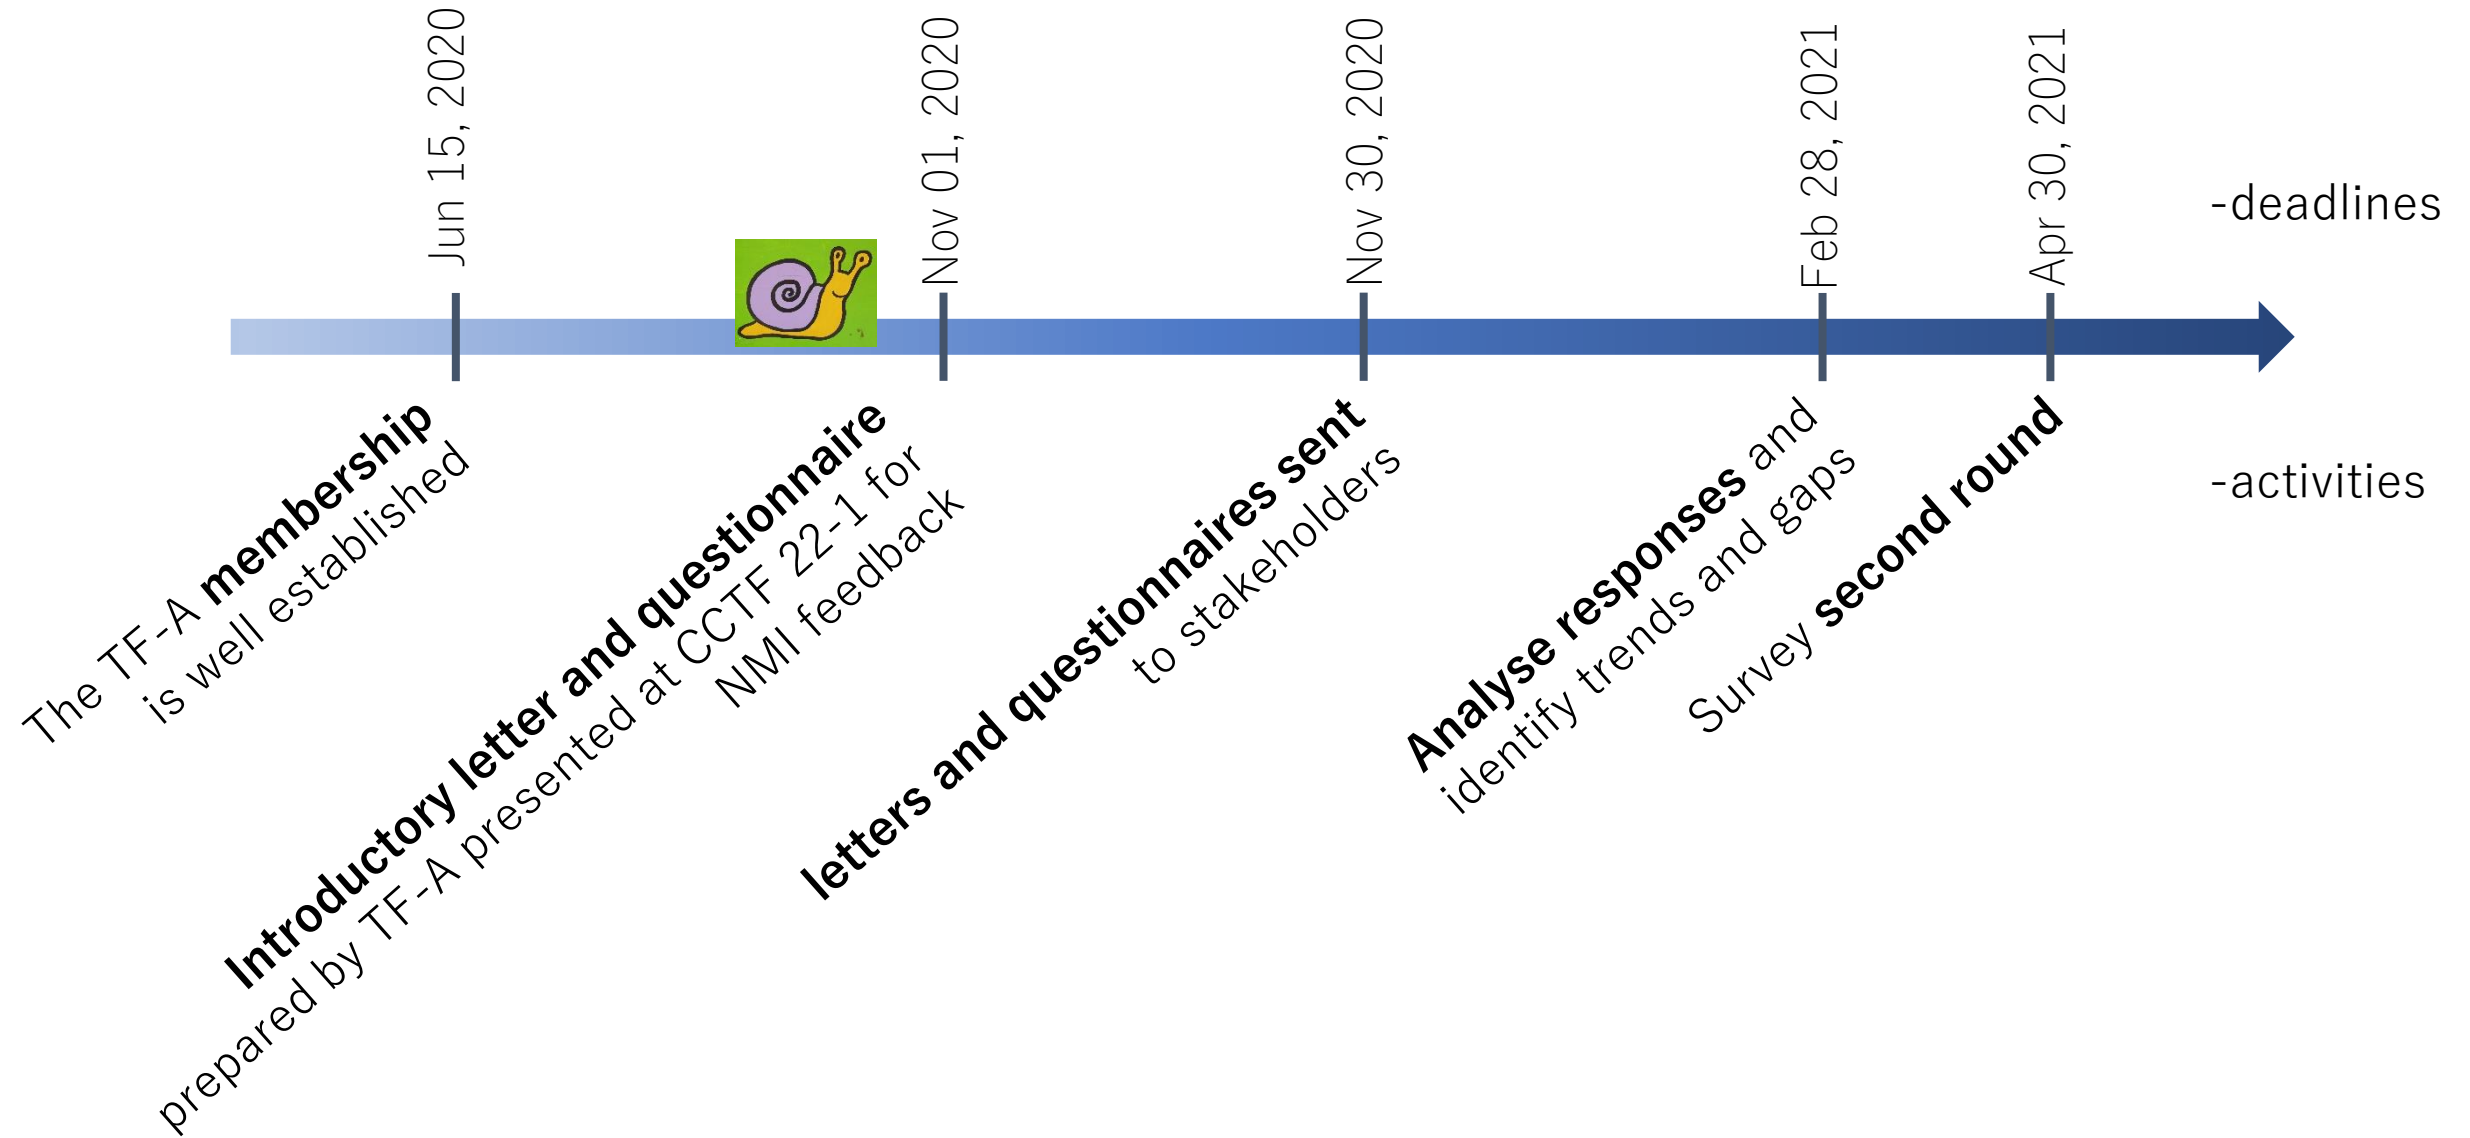 Jun 15, 2020
Nov 01, 2020
Nov 30, 2020
Feb 28, 2021
Apr 30, 2021
-deadlines
The TF-A membership
is well established
Introductory letter and questionnaire
prepared by TF-A presented at CCTF 22-1 for
NMI feedback
letters and questionnaires sent
to stakeholders
Analyse responses and
identify trends and gaps
Survey second round
-activities